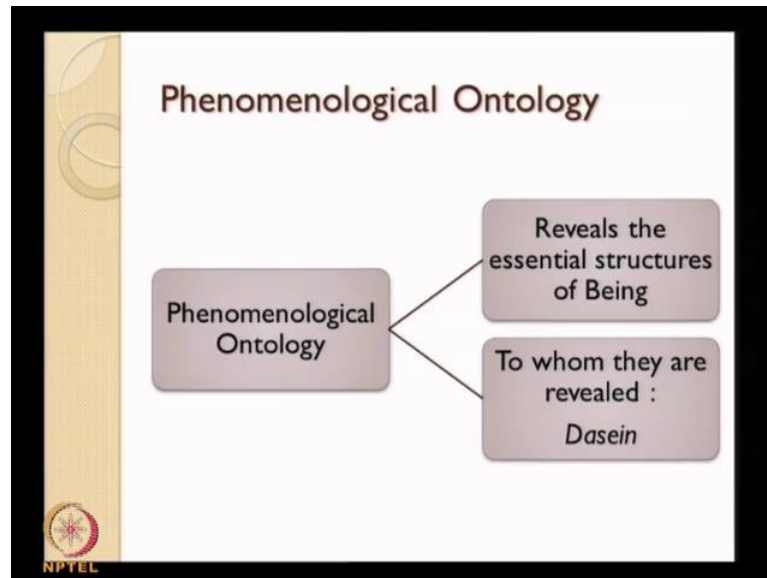 Phenomenological Ontology
Phenomenological
Ontology
Reveals the
essential structures
of Being
To whom they are
revealed :
Dasein
NPTEL